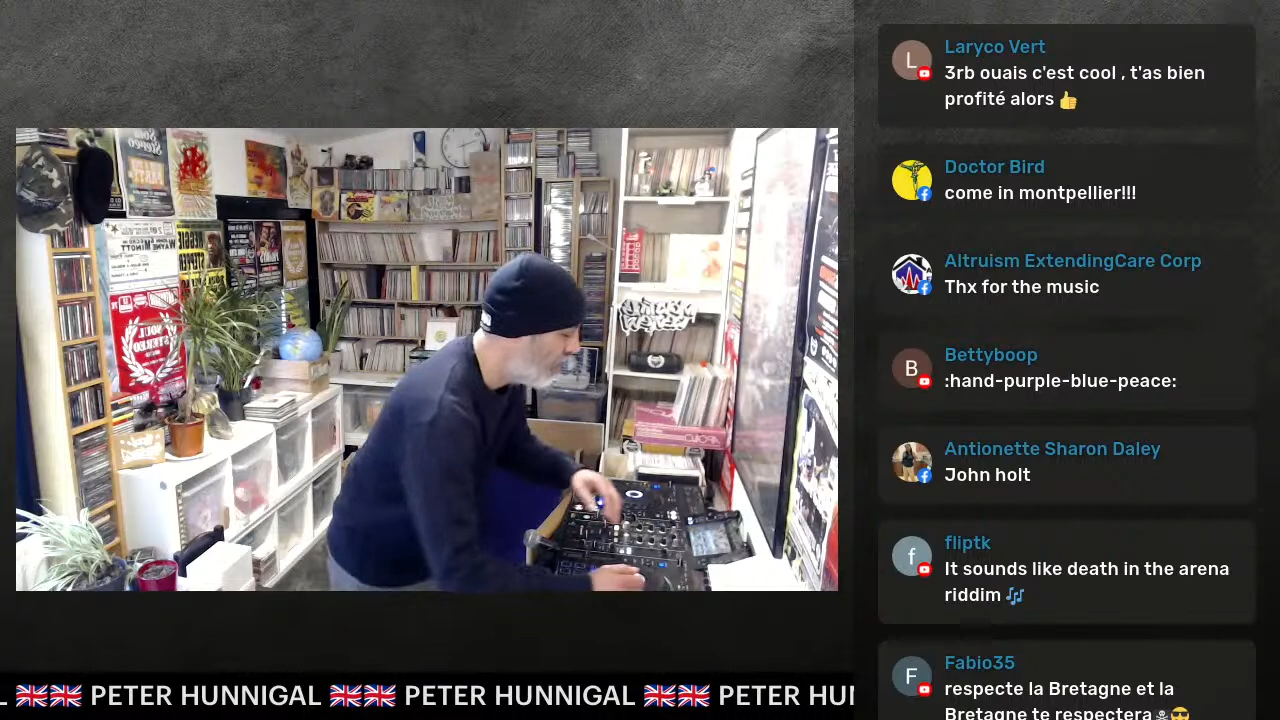 Laryco Vert
3rb ouais c'est cool , t'as bien
profité alors 👍
Doctor Bird
come in montpellier!!!
Altruism ExtendingCare Corp
Thx for the music
Bettyboop
:hand-purple-blue-peace:
Antionette Sharon Daley
John holt
fliptk
It sounds like death in the arena
riddim 🎶
Fabio35
respecte la Bretagne et la
Bretagne te respectera☠😎
L 🇬🇧🇬🇧 PETER HUNNIGAL 🇬🇧🇬🇧 PETER HUNNIGAL 🇬🇧🇬🇧 PETER HUN